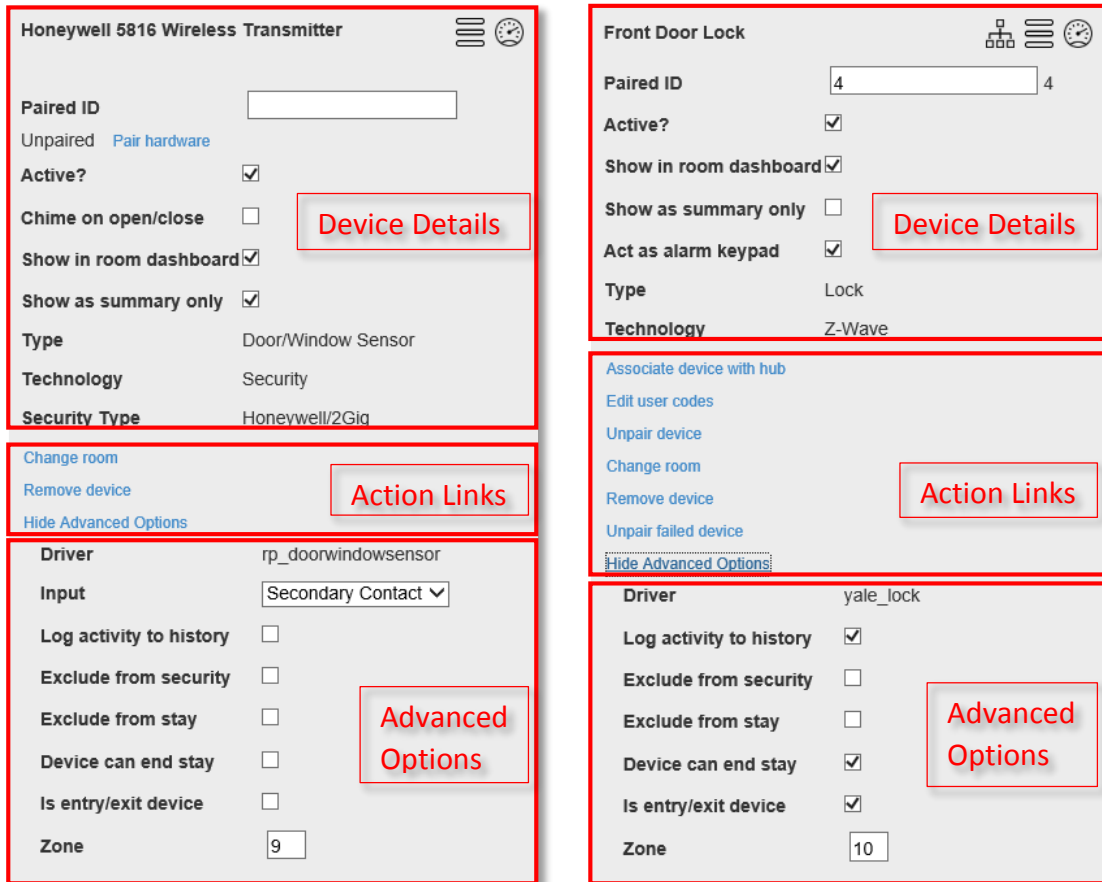 Honeywell 5816 Wireless Transmitter
Paired ID
Unpaired Pair hardware
Active?
Chime on open/close
Show in room dashboard
Show as summary only
Type Door/Window Sensor
Technology Security
Security Type Honeywell/2Gig
Device Details
Change room
Remove device
Hide Advanced Options
Action Links
Driver rp_doorwindowsensor
Input Secondary Contact
Log activity to history
Exclude from security
Exclude from stay
Device can end stay
Is entry/exit device
Zone 9
Advanced
Options
Front Door Lock
Paired ID 4 4
Active?
Show in room dashboard
Show as summary only
Act as alarm keypad
Type Lock
Technology Z-Wave
Device Details
Associate device with hub
Edit user codes
Unpair device
Change room
Remove device
Unpair failed device
Hide Advanced Options
Action Links
Driver yale_lock
Log activity to history
Exclude from security
Exclude from stay
Device can end stay
Is entry/exit device
Zone 10
Advanced
Options